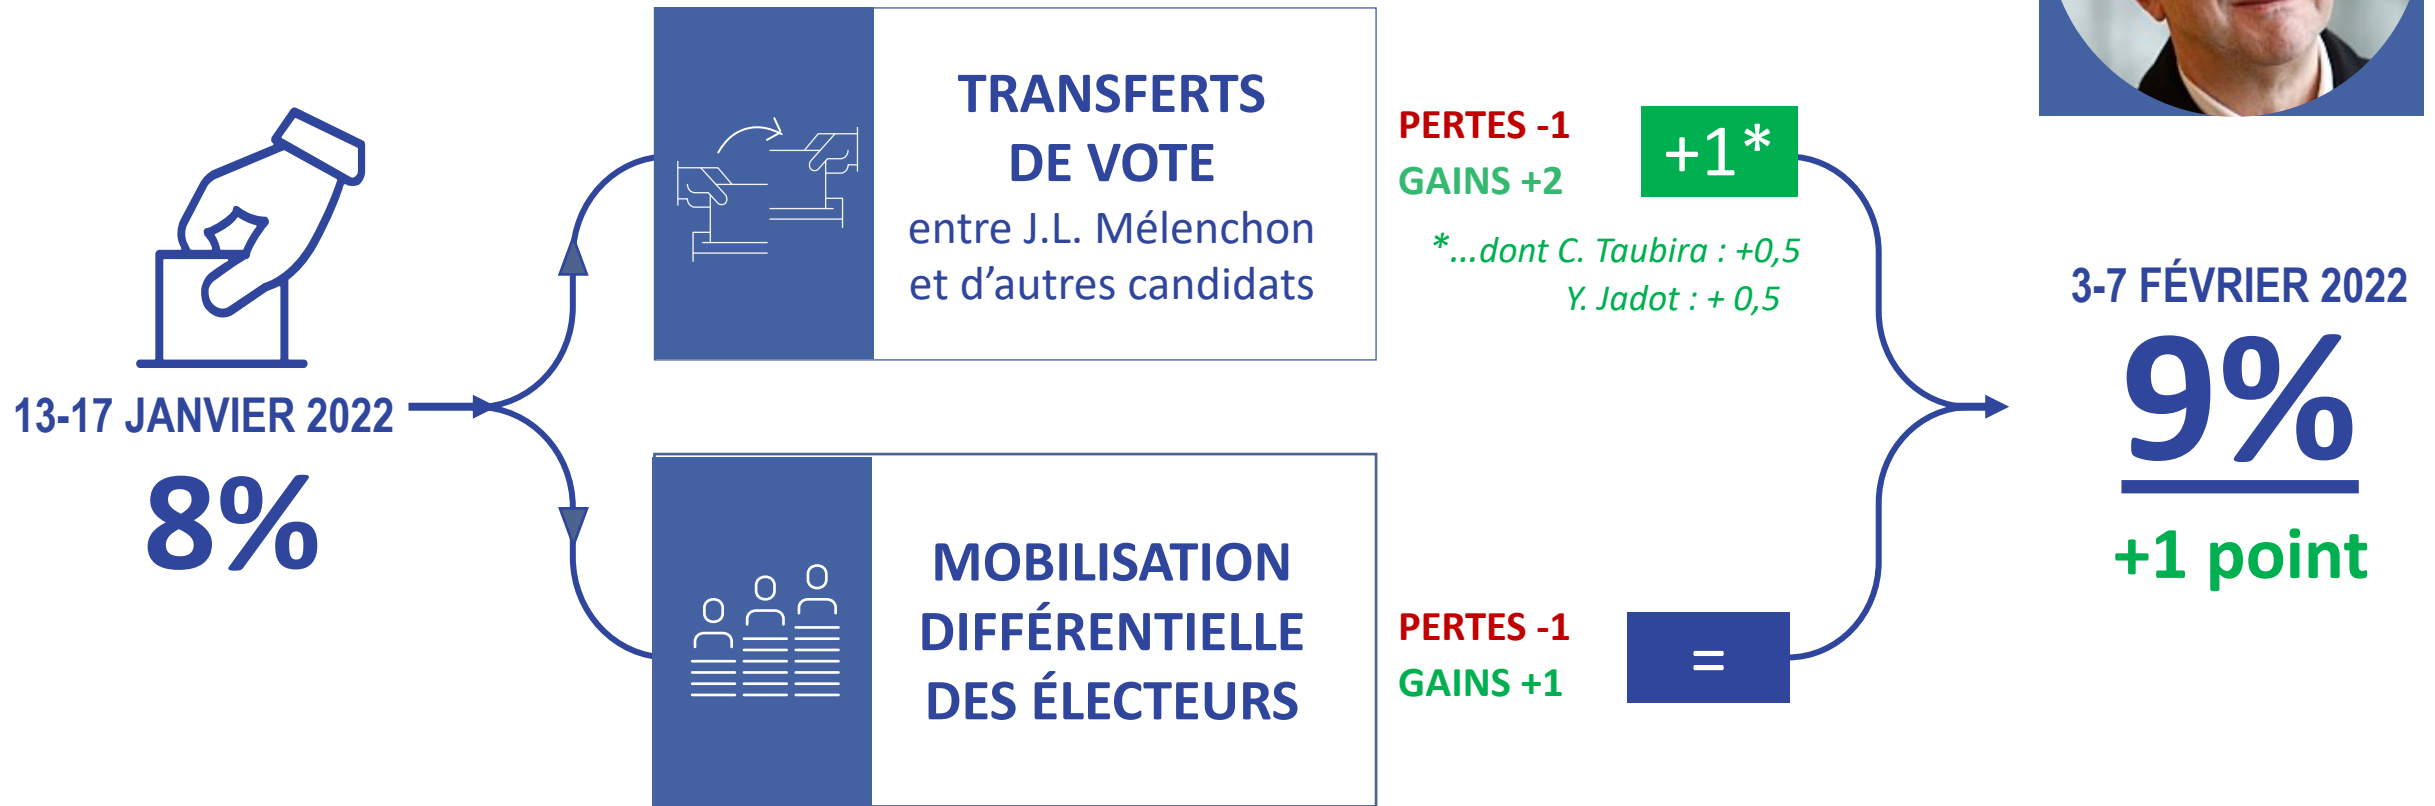 13-17 JANVIER 2022
8%
TRANSFERTS
DE VOTE
entre J.L. Mélenchon
et d’autres candidats
PERTES -1
GAINS +2
+1*
*...dont C. Taubira : +0,5
Y. Jadot : + 0,5
MOBILISATION
DIFFÉRENTIELLE
DES ÉLECTEURS
PERTES -1
GAINS +1
=
3-7 FÉVRIER 2022
9%
+1 point